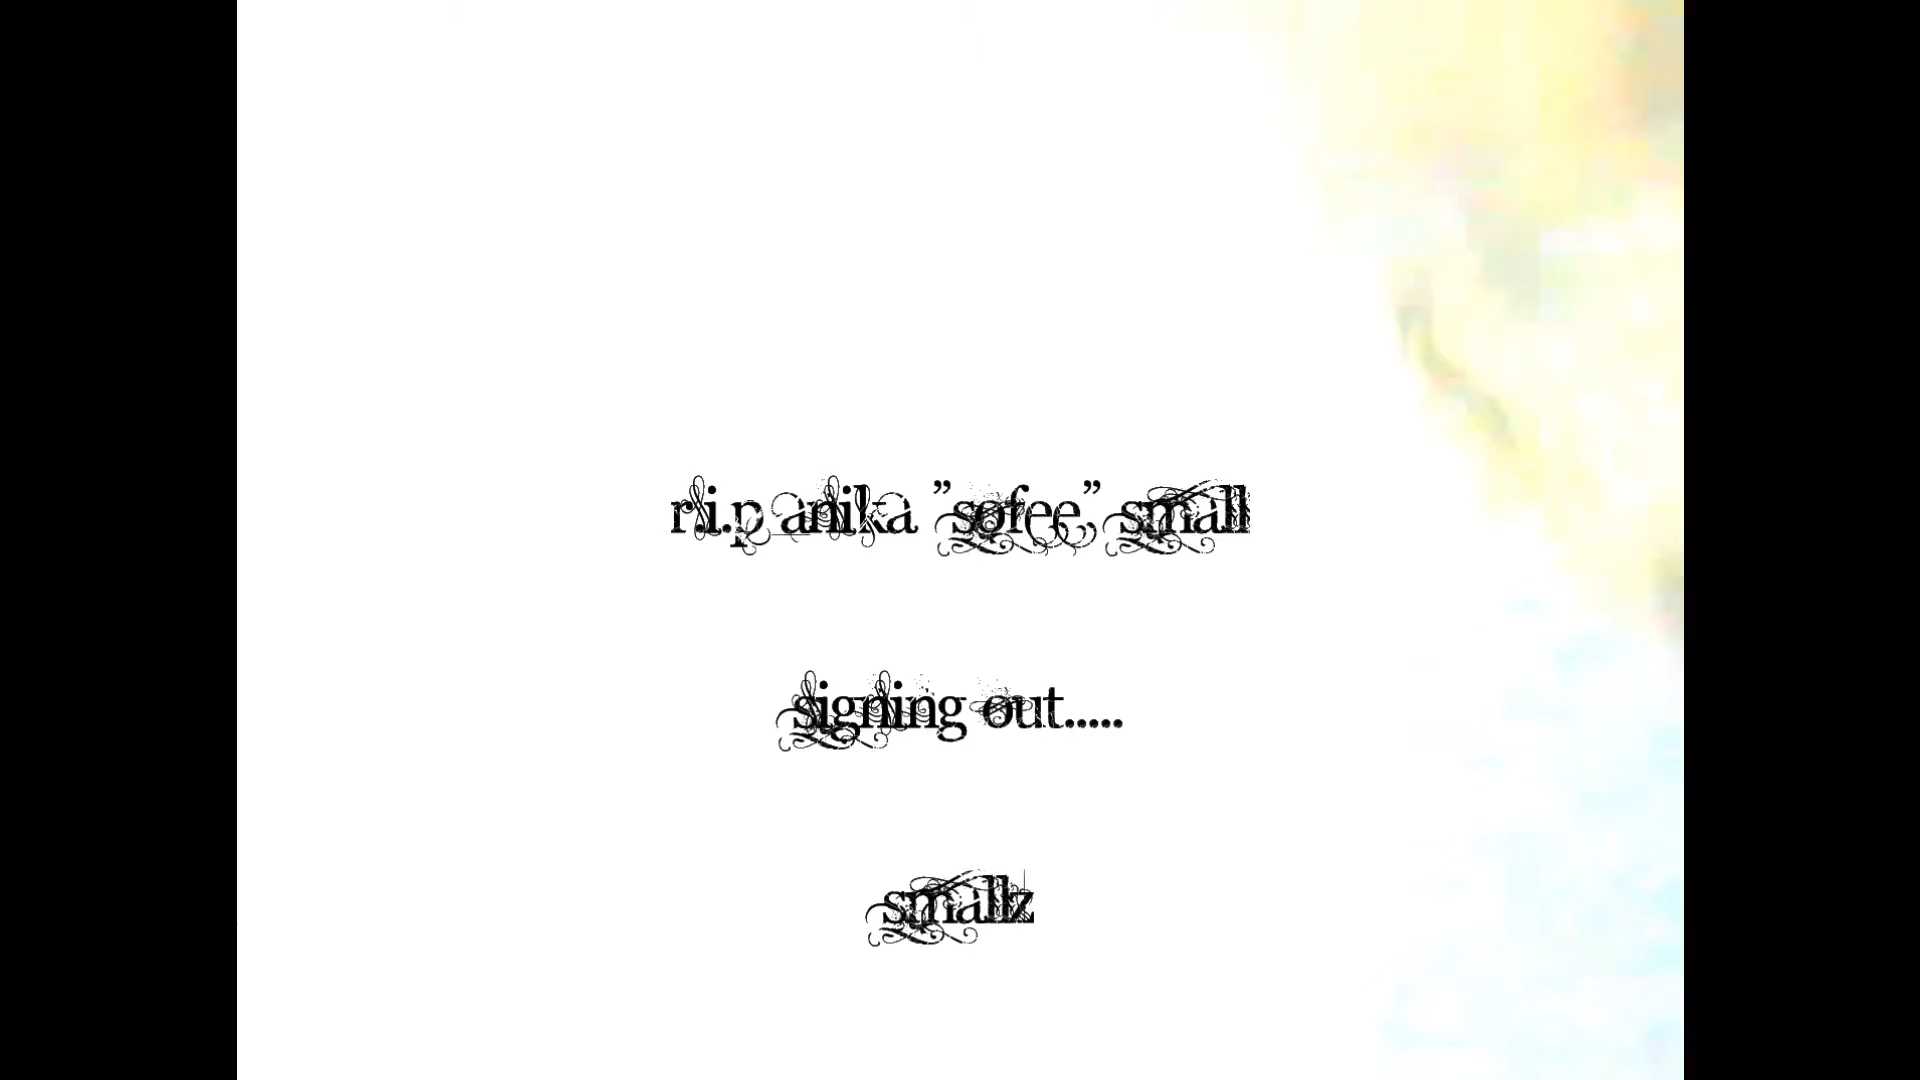 r.i.p anika "sofee" small
signing out.....
smallz